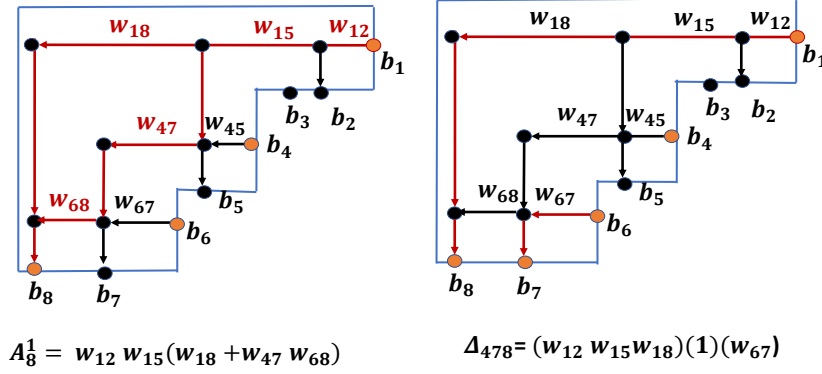 w₁₈ w₁₅ w₁₂
b₁
w₄₇ w₄₅ b₃ b₂
b₄
w₆₈ w₆₇ b₅
b₆
b₈ b₇
A₈¹ = w₁₂ w₁₅(w₁₈ +w₄₇ w₆₈)
w₁₈ w₁₅ w₁₂
b₁
b₃ b₂
w₄₇ w₄₅ b₄
w₆₈ w₆₇ b₅
b₆
b₈ b₇
Δ₄₇₈= (w₁₂ w₁₅w₁₈)(1)(w₆₇)